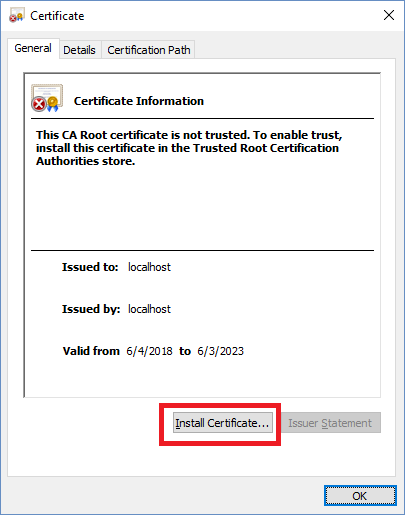 Certificate
General
Details
Certification Path
Certificate Information
This CA Root certificate is not trusted. To enable trust,
install this certificate in the Trusted Root Certification
Authorities store.
Issued to: localhost
Issued by: localhost
Valid from 6/4/2018 to 6/3/2023
Install Certificate...
Issuer Statement
OK